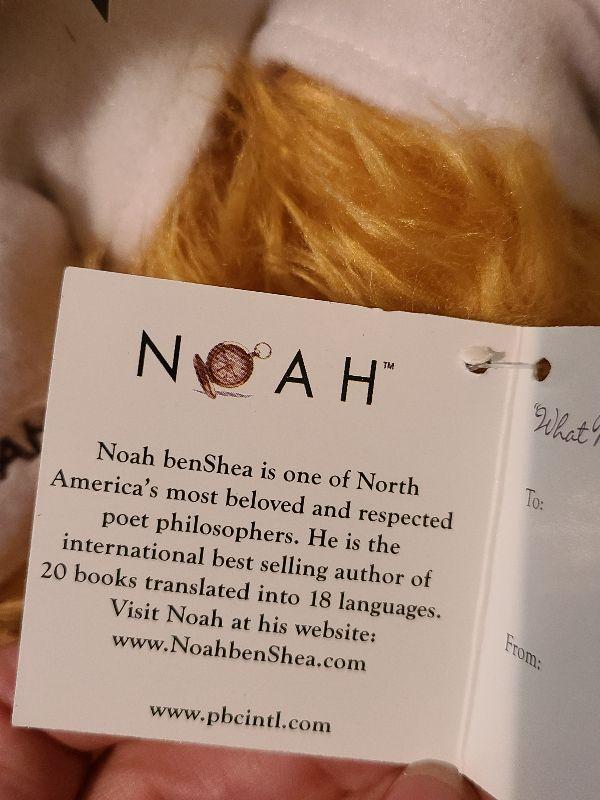 NOAH™
Noah benShea is one of North
America's most beloved and respected
poet philosophers. He is the
international best selling author of
20 books translated into 18 languages.
Visit Noah at his website:
www.NoahbenShea.com
www.pbcintl.com
"What
To:
From: